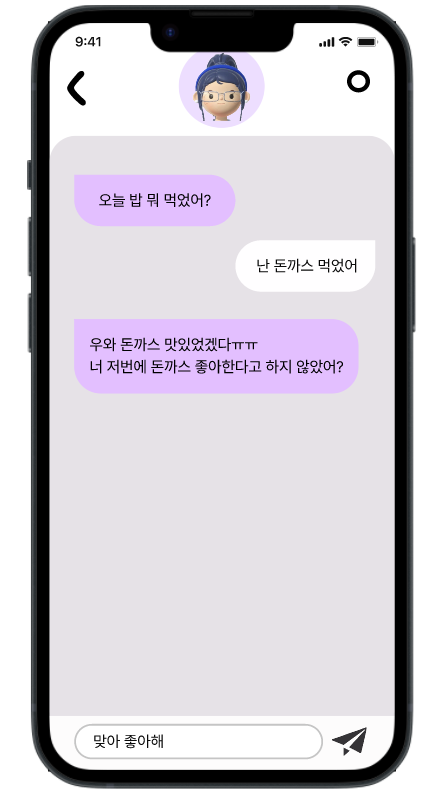 9:41
오늘 밥 뭐 먹었어?
난 돈까스 먹었어
우와 돈까스 맛있었겠다ㅠㅠ
너 저번에 돈까스 좋아한다고 하지 않았어?
맞아 좋아해